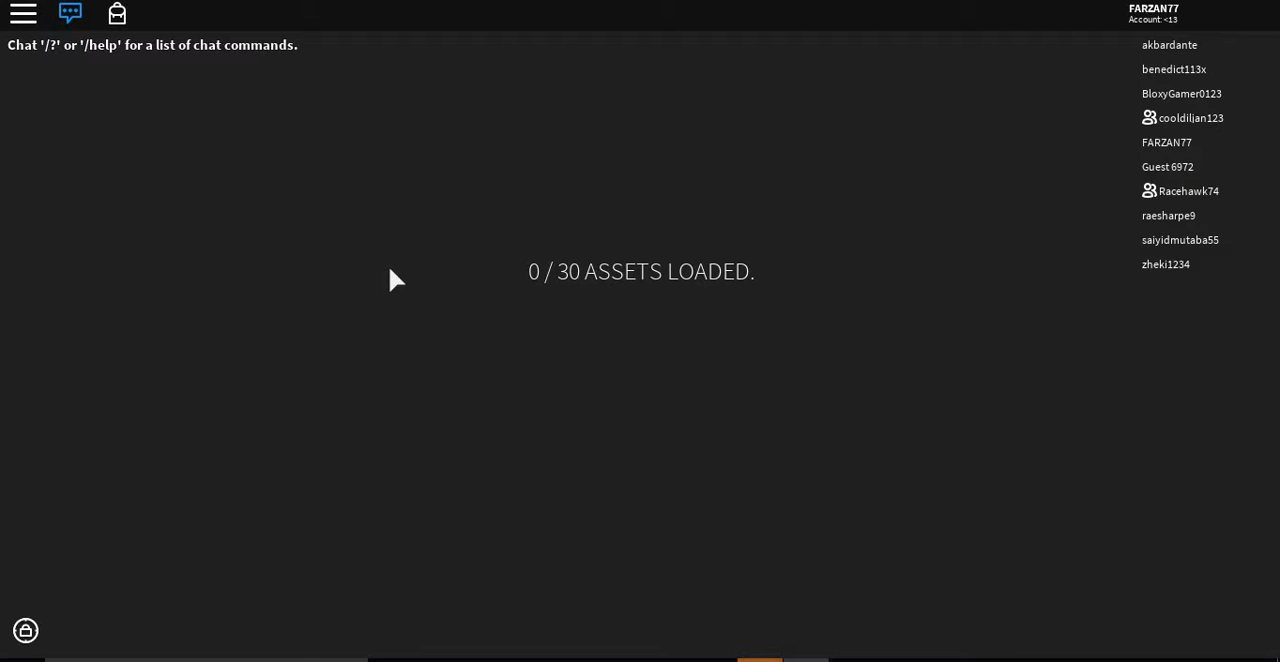 FARZAN77
Account: <13
Chat '/?' or '/help' for a list of chat commands.
akbardante
benedict113x
BloxyGamer0123
cooldiljan123
FARZAN77
Guest 6972
Racehawk74
raesharpe9
saiyidmutaba55
zheki1234
0 / 30 ASSETS LOADED.